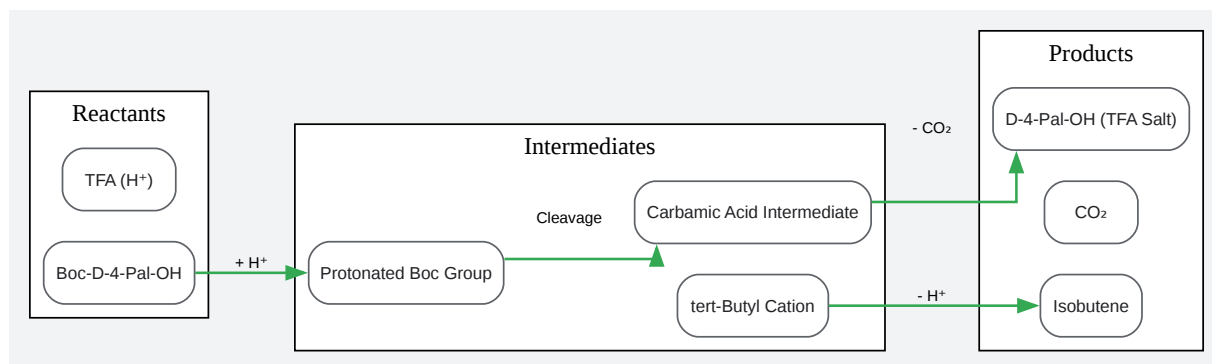 Reactants
TFA (H⁺)
Boc-D-4-Pal-OH
+ H⁺
Intermediates
Protonated Boc Group
Cleavage
Carbamic Acid Intermediate
tert-Butyl Cation
- CO₂
- H⁺
Products
D-4-Pal-OH (TFA Salt)
CO₂
Isobutene